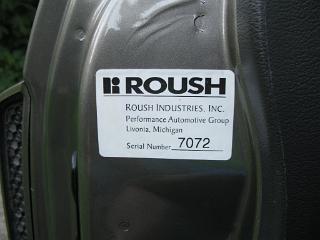 ROUSH
ROUSH INDUSTRIES, INC.
Performance Automotive Group
Livonia, Michigan
Serial Number 7072